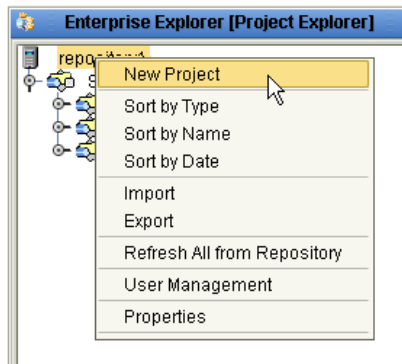 Enterprise Explorer [Project Explorer]
New Project
Sort by Type
Sort by Name
Sort by Date
Import
Export
Refresh All from Repository
User Management
Properties